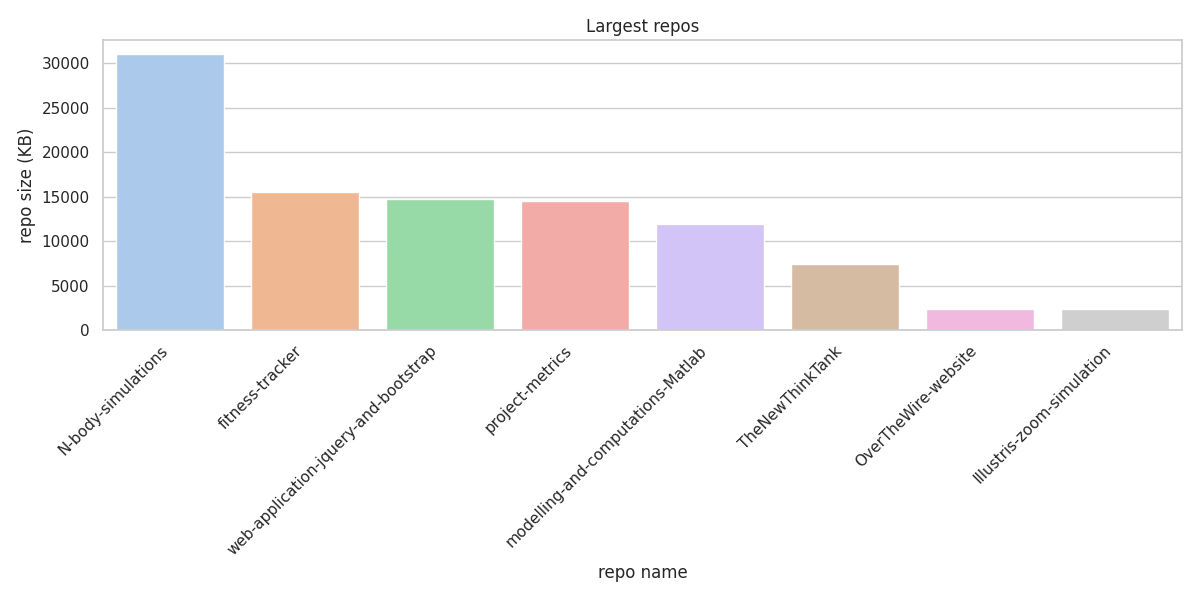 Largest repos
repo size (KB)
30000
25000
20000
15000
10000
5000
0
N-body-simulations
fitness-tracker
web-application-jquery-and-bootstrap
project-metrics
modelling-and-computations-Matlab
TheNewThinkTank
OverTheWire-website
Illustris-zoom-simulation
repo name